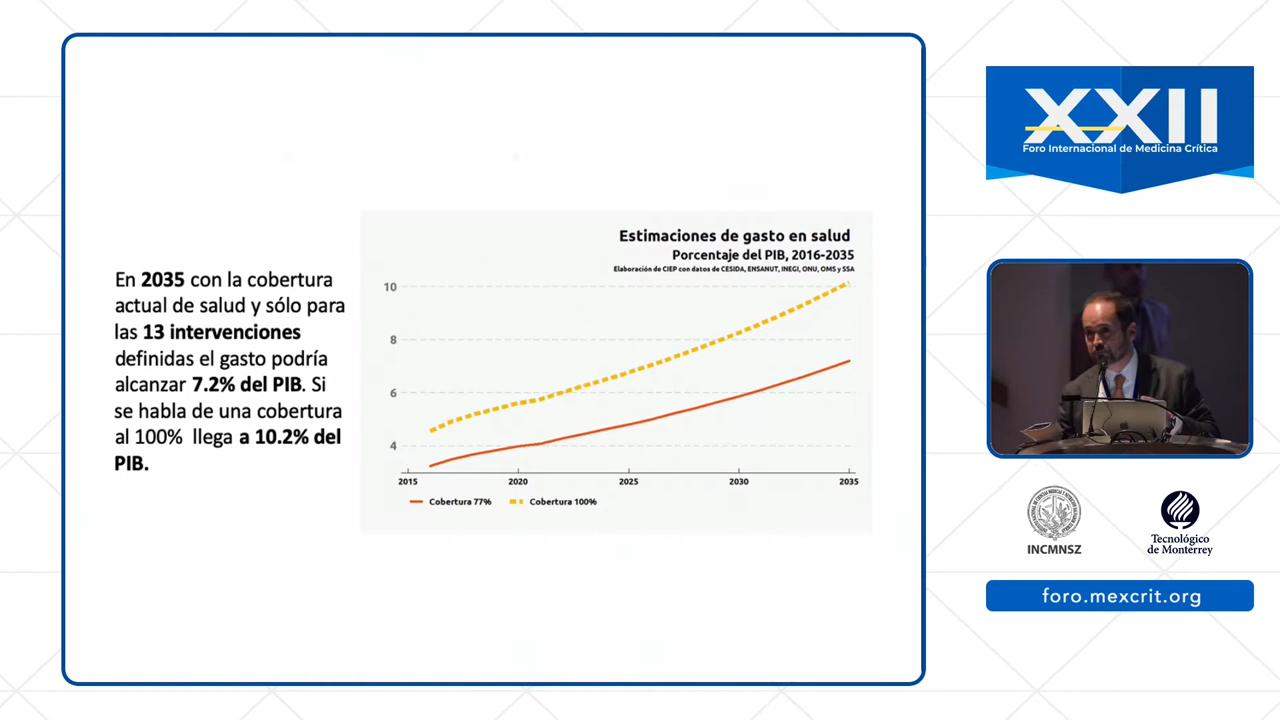 En 2035 con la cobertura
actual de salud y sólo para
las 13 intervenciones
definidas el gasto podría
alcanzar 7.2% del PIB. Si
se habla de una cobertura
al 100% llega a 10.2% del
PIB.
Estimaciones de gasto en salud
Porcentaje del PIB, 2016-2035
Elaboración de CIEP con datos de CESIDA, ENSANUT, INEGI, ONU, OMS y SSA
10
8
6
4
2015 2020 2025 2030 2035
Cobertura 77% Cobertura 100%
XXII
Foro Internacional de Medicina Crítica
INCMNSZ
Tecnológico
de Monterrey
foro.mexcrit.org